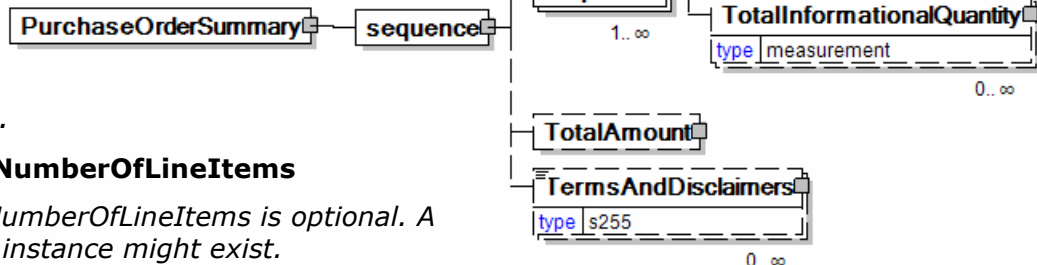 PurchaseOrderSummary
sequence
1.. ∞
TotalInformationalQuantity
type measurement
0.. ∞
TotalAmount
TermsAndDisclaimers
type s255
0.. ∞
.
NumberOfLineItems
NumberOfLineItems is optional. A
instance might exist.